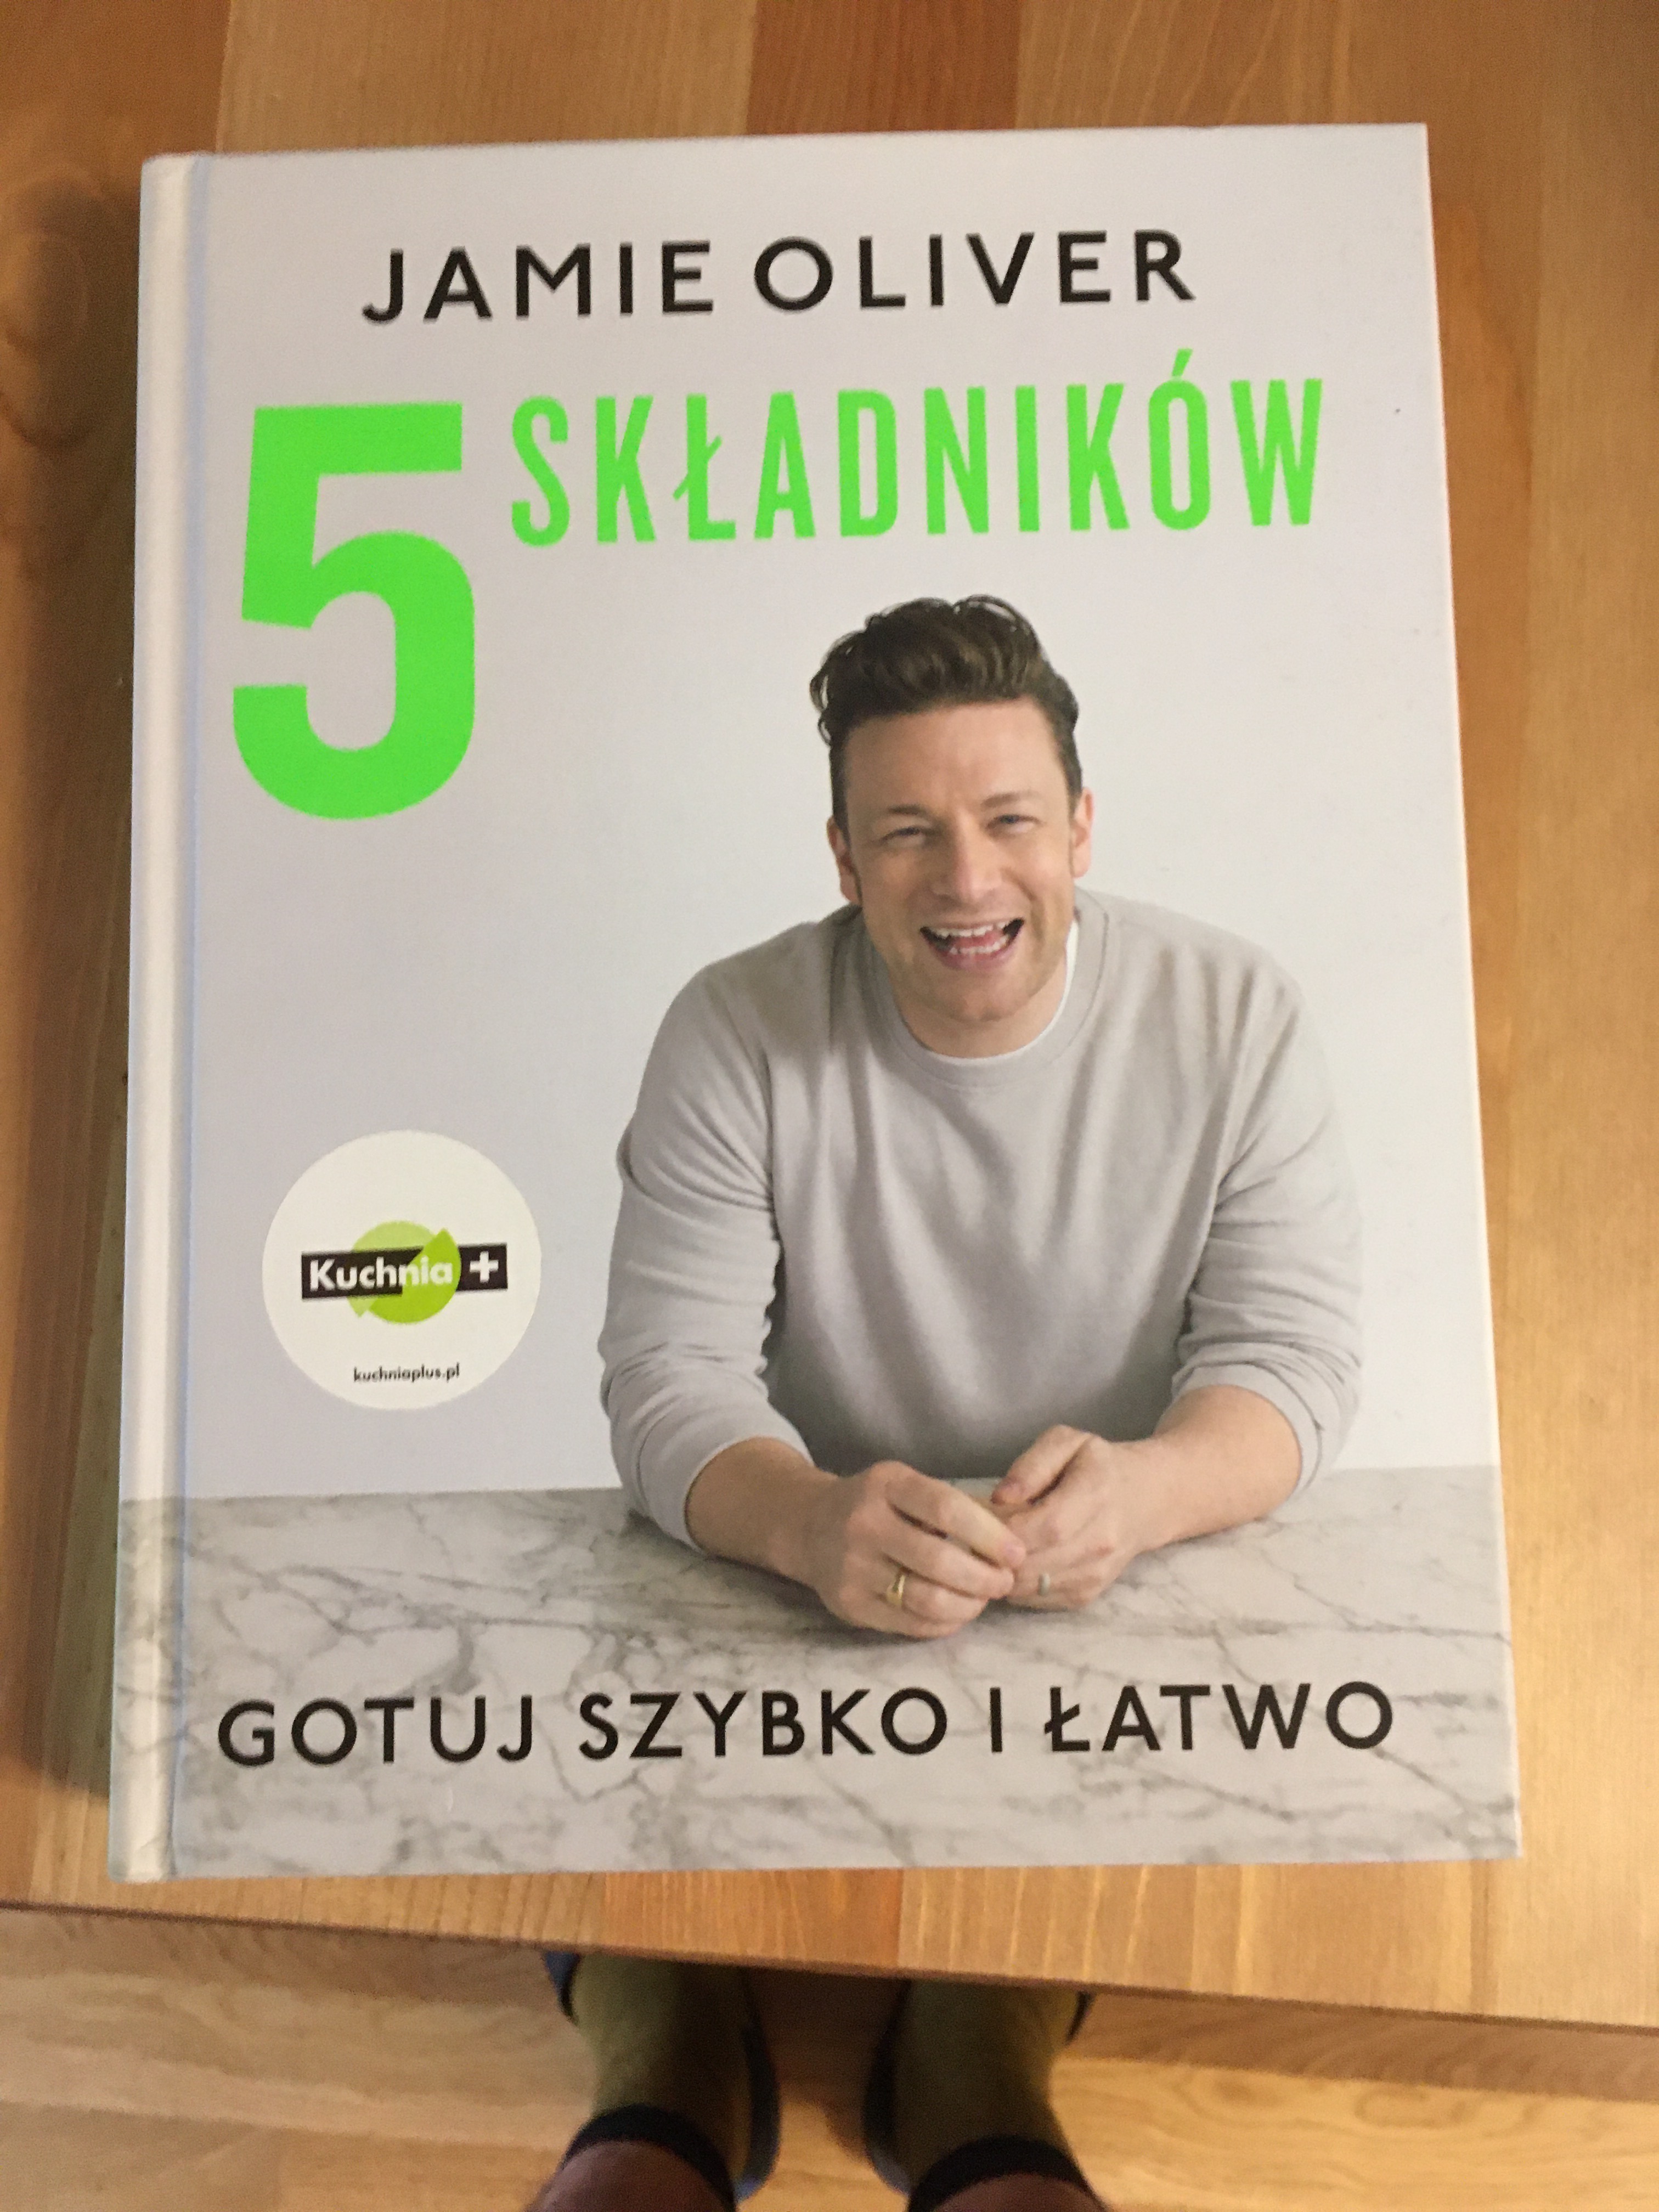 JAMIE OLIVER
5 SKŁADNIKÓW
Kuchnia +
kuchniaplus.pl
GOTUJ SZYBKO I ŁATWO